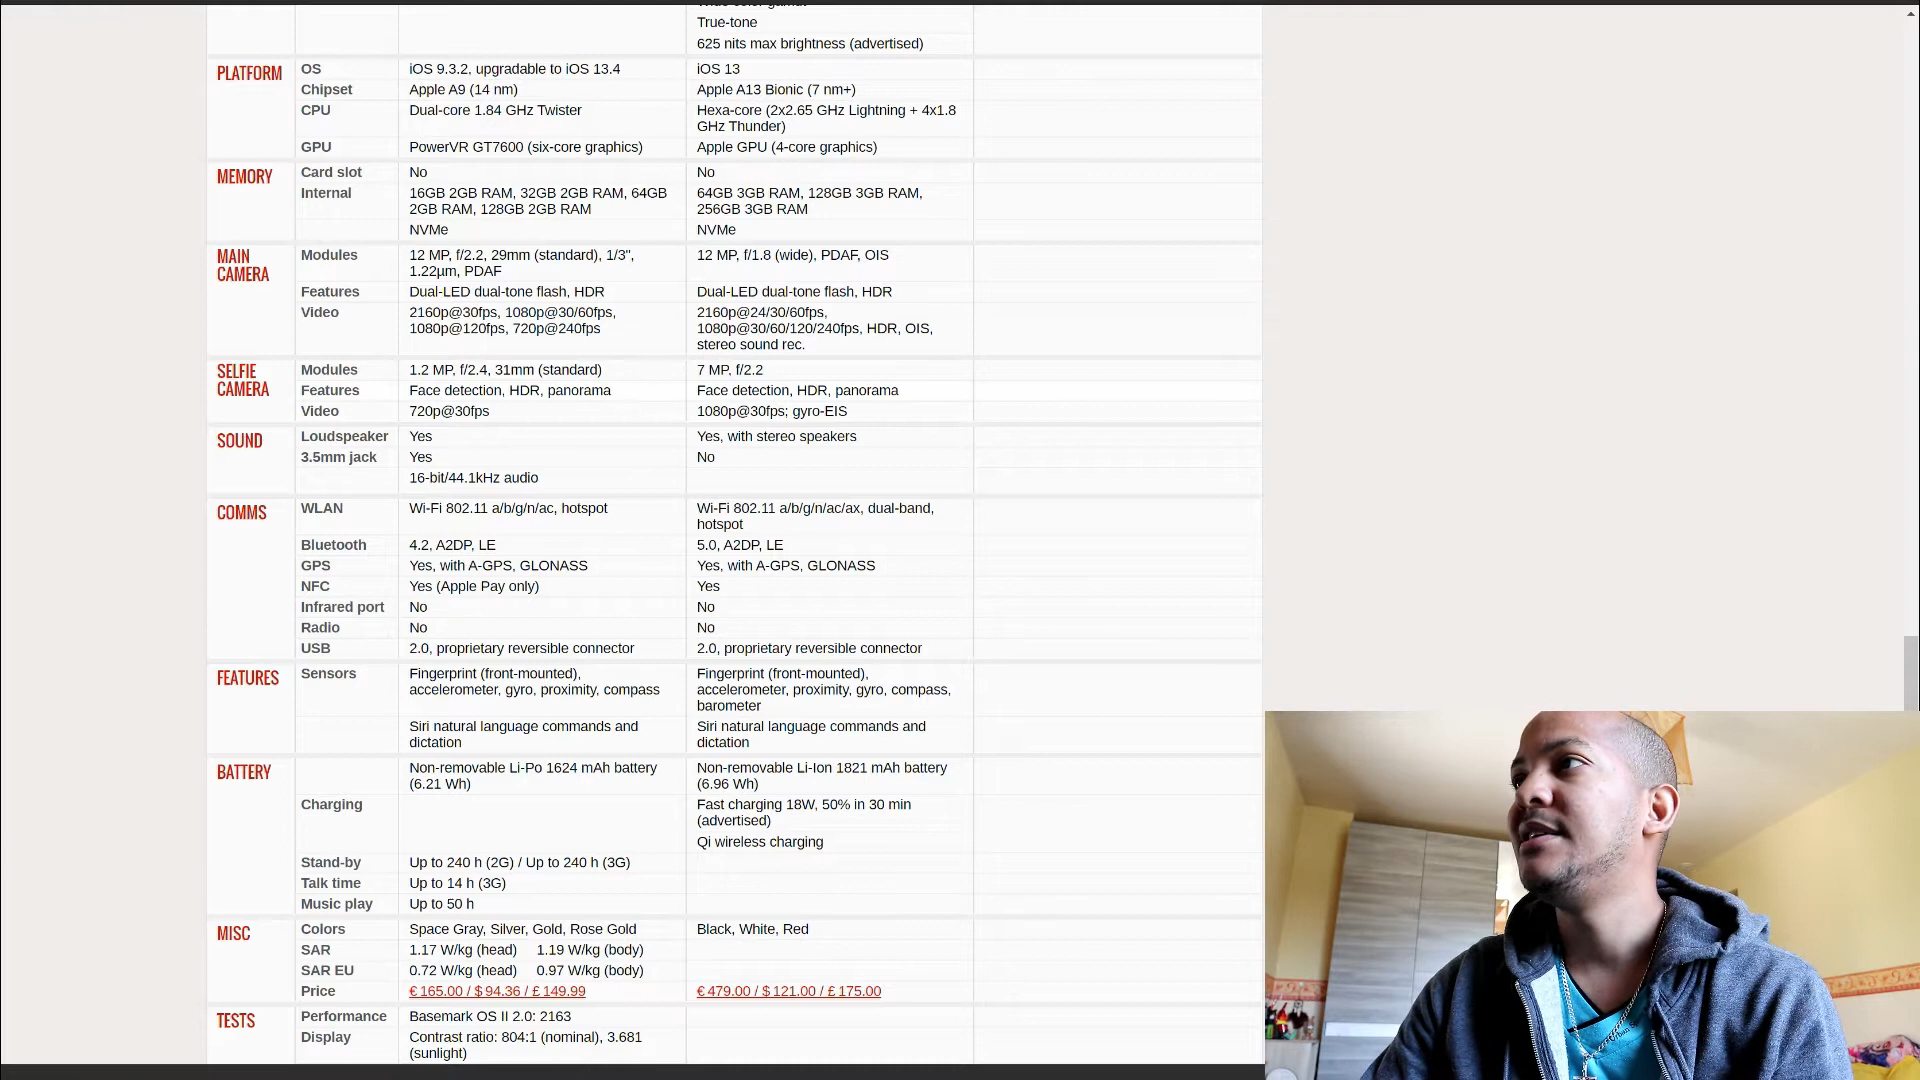 True-tone
625 nits max brightness (advertised)
PLATFORM
OS iOS 9.3.2, upgradable to iOS 13.4 iOS 13
Chipset Apple A9 (14 nm) Apple A13 Bionic (7 nm+)
CPU Dual-core 1.84 GHz Twister Hexa-core (2x2.65 GHz Lightning + 4x1.8
GHz Thunder)
GPU PowerVR GT7600 (six-core graphics) Apple GPU (4-core graphics)
MEMORY
Card slot No No
Internal 16GB 2GB RAM, 32GB 2GB RAM, 64GB 64GB 3GB RAM, 128GB 3GB RAM,
2GB RAM, 128GB 2GB RAM 256GB 3GB RAM
NVMe NVMe
MAIN
CAMERA
Modules 12 MP, f/2.2, 29mm (standard), 1/3", 12 MP, f/1.8 (wide), PDAF, OIS
1.22µm, PDAF
Features Dual-LED dual-tone flash, HDR Dual-LED dual-tone flash, HDR
Video 2160p@30fps, 1080p@30/60fps, 2160p@24/30/60fps,
1080p@120fps, 720p@240fps 1080p@30/60/120/240fps, HDR, OIS,
stereo sound rec.
SELFIE
CAMERA
Modules 1.2 MP, f/2.4, 31mm (standard) 7 MP, f/2.2
Features Face detection, HDR, panorama Face detection, HDR, panorama
Video 720p@30fps 1080p@30fps; gyro-EIS
SOUND
Loudspeaker Yes Yes, with stereo speakers
3.5mm jack Yes No
16-bit/44.1kHz audio
COMMS
WLAN Wi-Fi 802.11 a/b/g/n/ac, hotspot Wi-Fi 802.11 a/b/g/n/ac/ax, dual-band,
hotspot
Bluetooth 4.2, A2DP, LE 5.0, A2DP, LE
GPS Yes, with A-GPS, GLONASS Yes, with A-GPS, GLONASS
NFC Yes (Apple Pay only) Yes
Infrared port No No
Radio No No
USB 2.0, proprietary reversible connector 2.0, proprietary reversible connector
FEATURES
Sensors Fingerprint (front-mounted), Fingerprint (front-mounted),
accelerometer, gyro, proximity, compass accelerometer, proximity, gyro, compass,
barometer
Siri natural language commands and Siri natural language commands and
dictation dictation
BATTERY
Non-removable Li-Po 1624 mAh battery Non-removable Li-Ion 1821 mAh battery
(6.21 Wh) (6.96 Wh)
Charging Fast charging 18W, 50% in 30 min
(advertised)
Qi wireless charging
Stand-by Up to 240 h (2G) / Up to 240 h (3G)
Talk time Up to 14 h (3G)
Music play Up to 50 h
MISC
Colors Space Gray, Silver, Gold, Rose Gold Black, White, Red
SAR 1.17 W/kg (head) 1.19 W/kg (body)
SAR EU 0.72 W/kg (head) 0.97 W/kg (body)
Price € 165.00 / $ 94.36 / £ 149.99 € 479.00 / $ 121.00 / £ 175.00
TESTS
Performance Basemark OS II 2.0: 2163
Display Contrast ratio: 804:1 (nominal), 3.681
(sunlight)